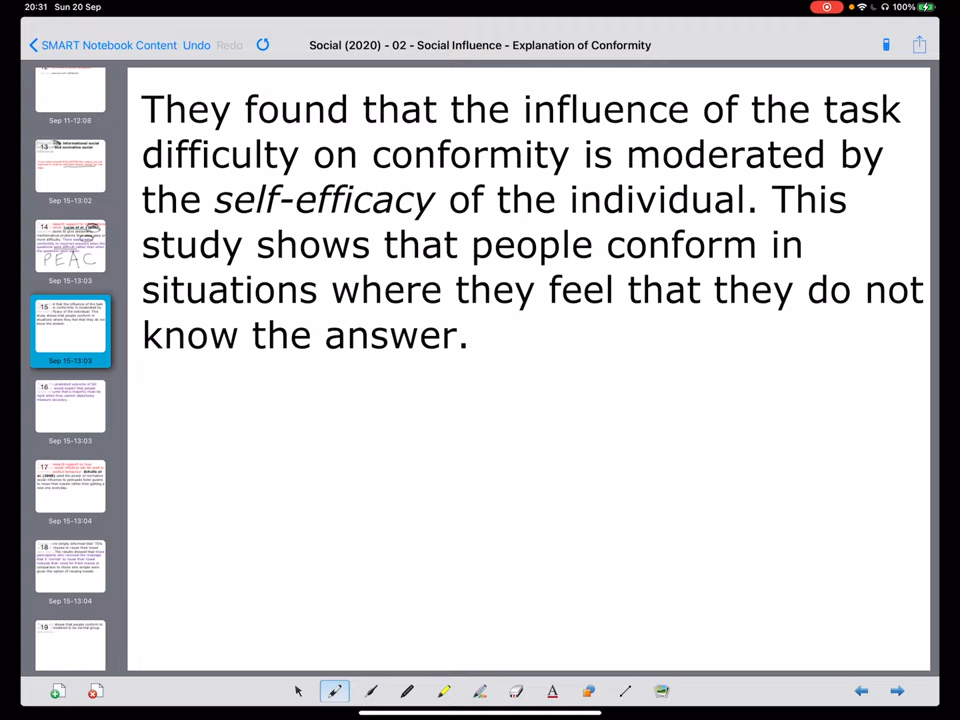 20:31 Sun 20 Sep
100%
SMART Notebook Content Undo Redo
Social (2020) - 02 - Social Influence - Explanation of Conformity
They found that the influence of the task
difficulty on conformity is moderated by
the self-efficacy of the individual. This
study shows that people conform in
situations where they feel that they do not
know the answer.
Sep 11-12:08
13
Sep 15-13:02
14
PEAC
Sep 15-13:03
15
Sep 15-13:03
16
Sep 15-13:03
17
Sep 15-13:04
18
Sep 15-13:04
19